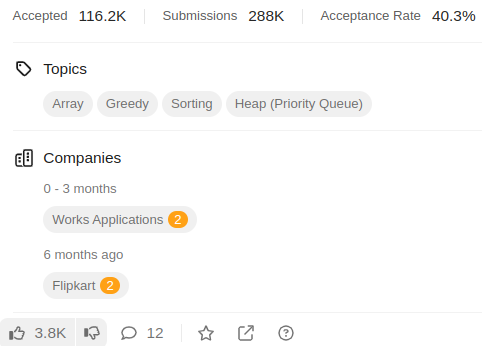 Accepted 116.2K Submissions 288K Acceptance Rate 40.3%
Topics
Array Greedy Sorting Heap (Priority Queue)
Companies
0 - 3 months
Works Applications 2
6 months ago
Flipkart 2
3.8K 12